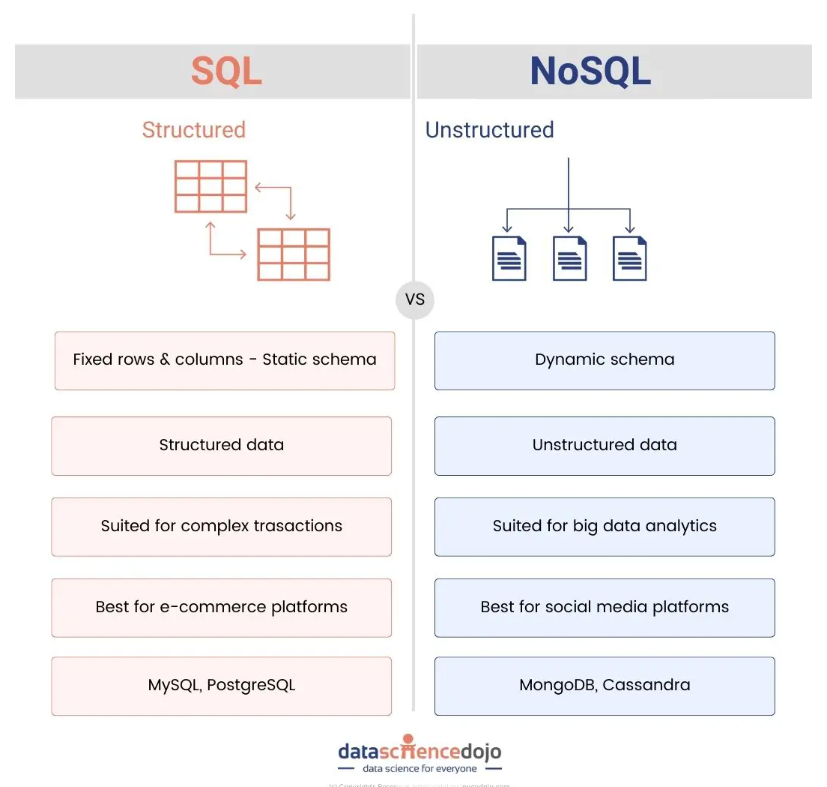 SQL
NoSQL
Structured
Unstructured
VS
Fixed rows & columns - Static schema
Dynamic schema
Structured data
Unstructured data
Suited for complex trasactions
Suited for big data analytics
Best for e-commerce platforms
Best for social media platforms
MySQL, PostgreSQL
MongoDB, Cassandra
datasciencedojo
data science for everyone